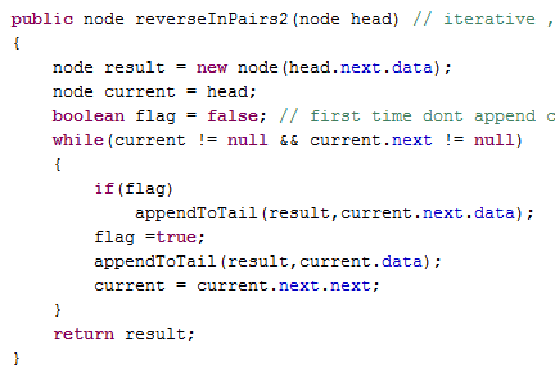 public node reverseInPairs2(node head) // iterative ,
{
node result = new node(head.next.data);
node current = head;
boolean flag = false; // first time dont append
while(current != null && current.next != null)
{
if(flag)
appendToTail(result,current.next.data);
flag =true;
appendToTail(result,current.data);
current = current.next.next;
}
return result;
}